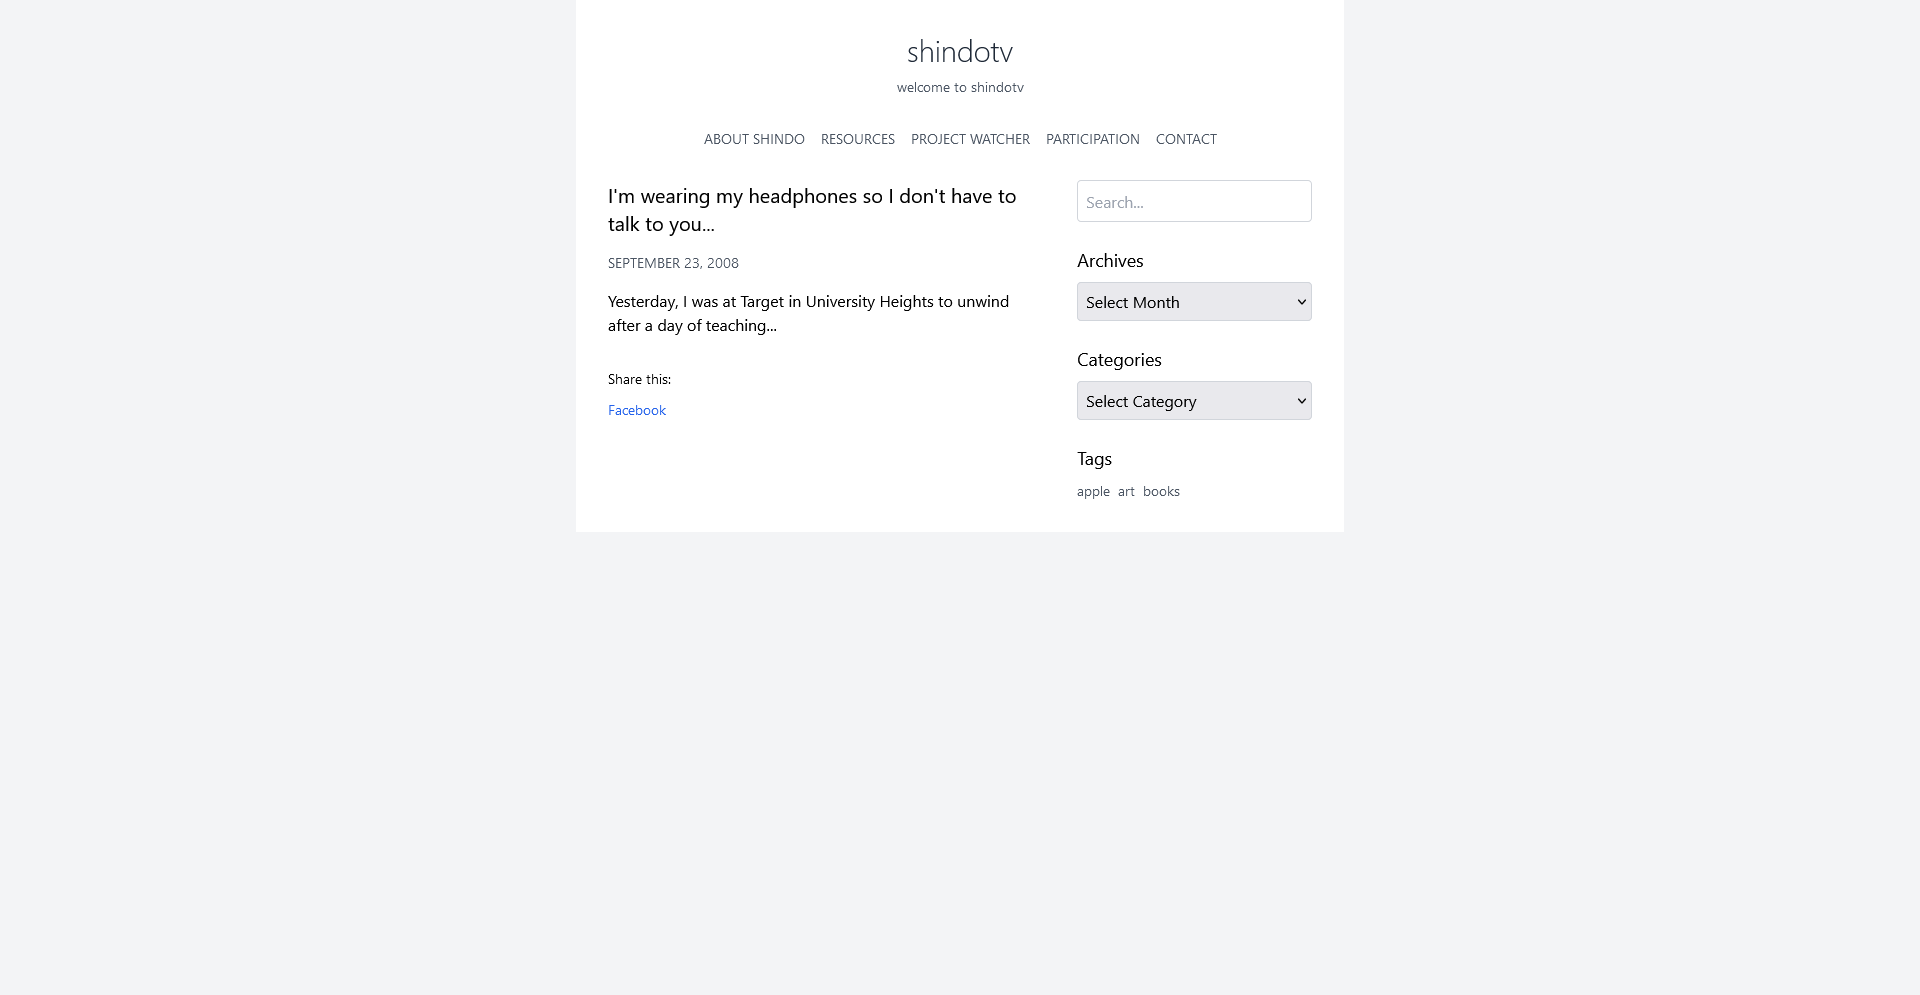 shindotv
welcome to shindotv
ABOUT SHINDO RESOURCES PROJECT WATCHER PARTICIPATION CONTACT
I'm wearing my headphones so I don't have to
talk to you...
SEPTEMBER 23, 2008
Yesterday, I was at Target in University Heights to unwind
after a day of teaching...
Share this:
Facebook
Search...
Archives
Select Month
Categories
Select Category
Tags
apple art books